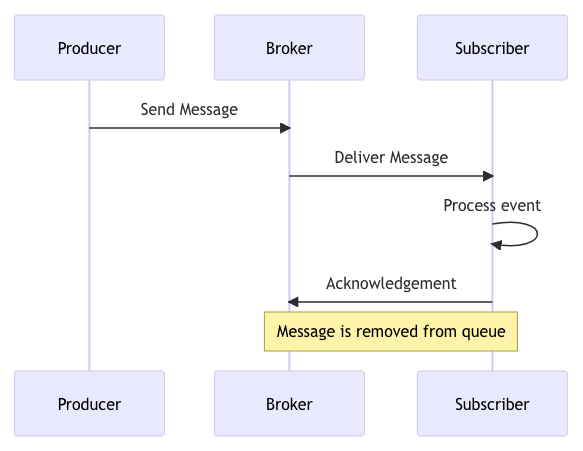 Producer
Broker
Subscriber
Send Message
Deliver Message
Process event
Acknowledgement
Message is removed from queue
Producer
Broker
Subscriber